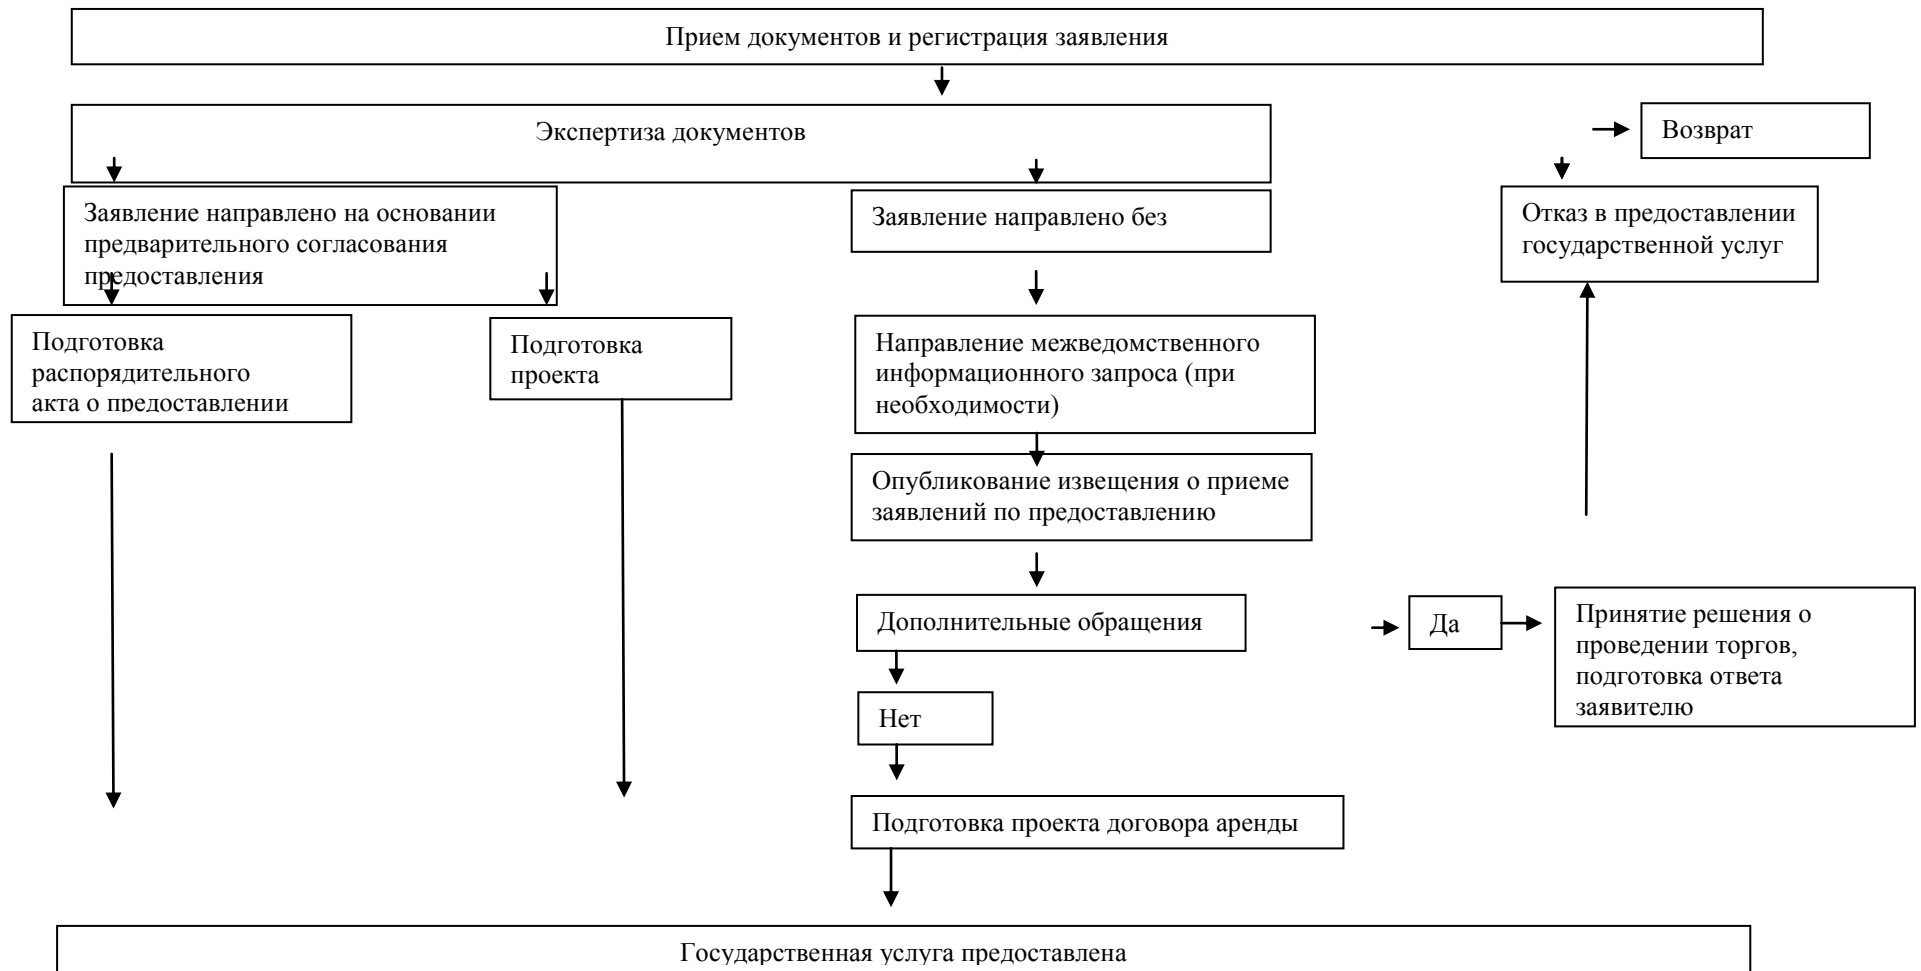 Прием документов и регистрация заявления
Экспертиза документов
Возврат
Заявление направлено на основании
предварительного согласования
предоставления
Заявление направлено без
Отказ в предоставлении
государственной услуг
Подготовка
распорядительного
акта о предоставлении
Подготовка
проекта
Направление межведомственного
информационного запроса (при
необходимости)
Опубликование извещения о приеме
заявлений по предоставлению
Дополнительные обращения
Да
Принятие решения о
проведении торгов,
подготовка ответа
заявителю
Нет
Подготовка проекта договора аренды
Государственная услуга предоставлена